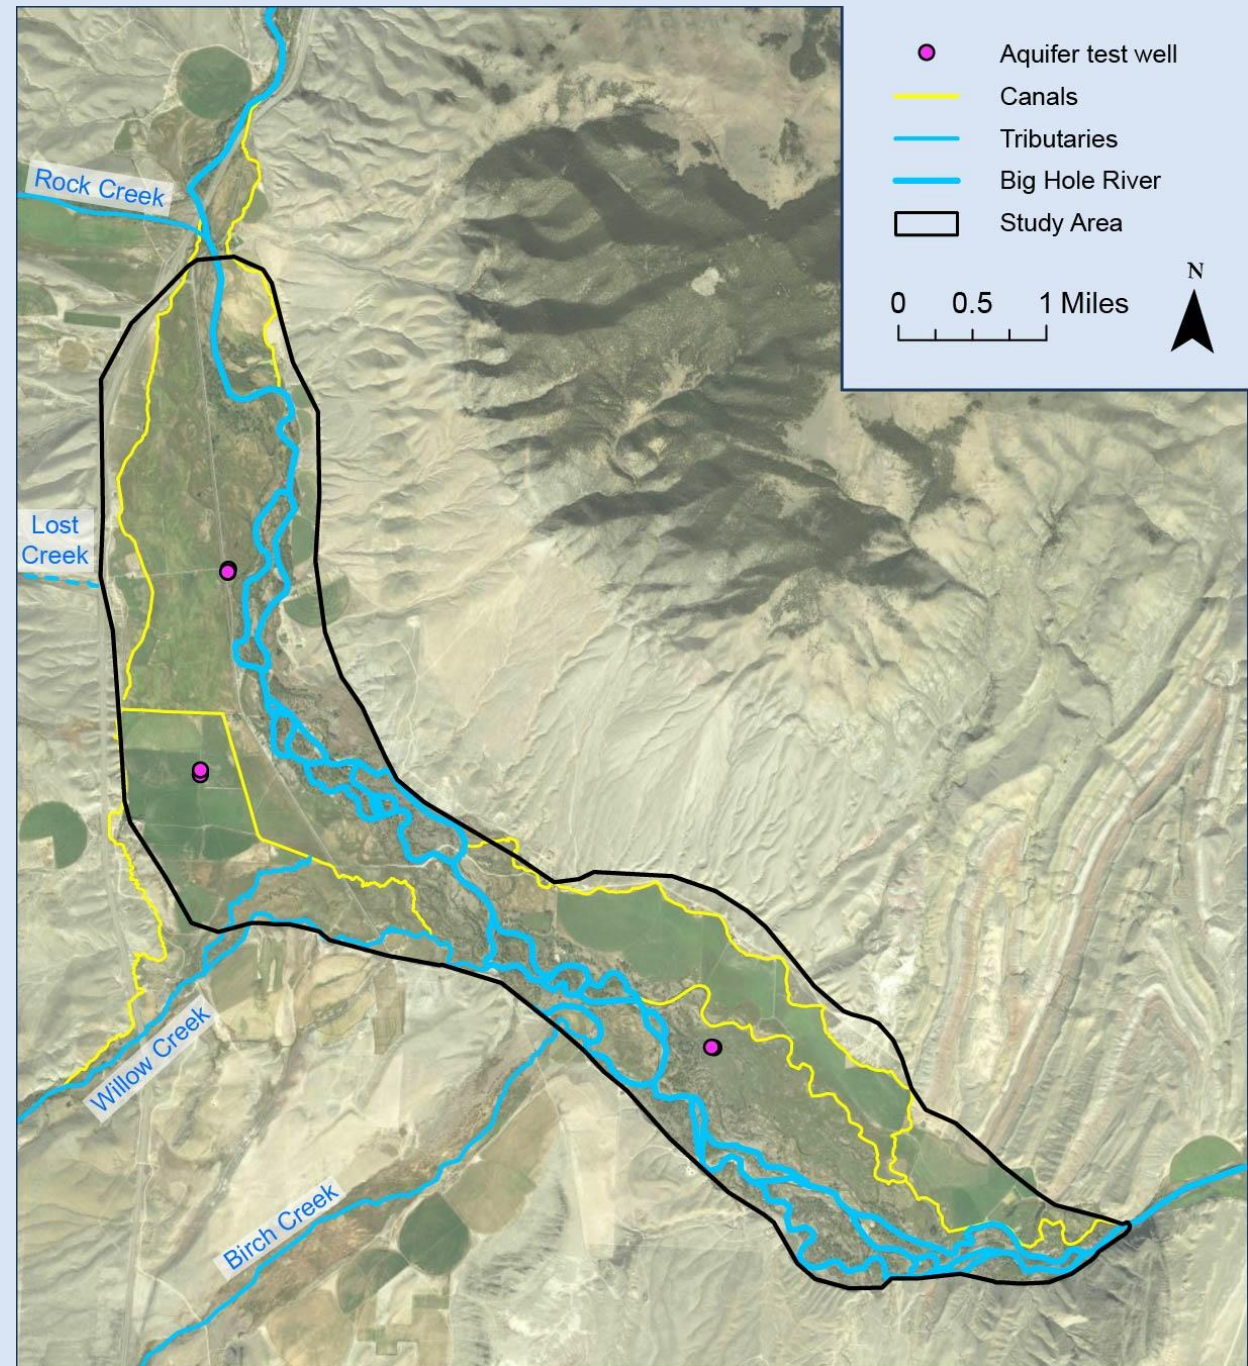 Aquifer test well
Canals
Tributaries
Big Hole River
Study Area
N
0 0.5 1 Miles
Rock Creek
Lost
Creek
Willow Creek
Birch Creek